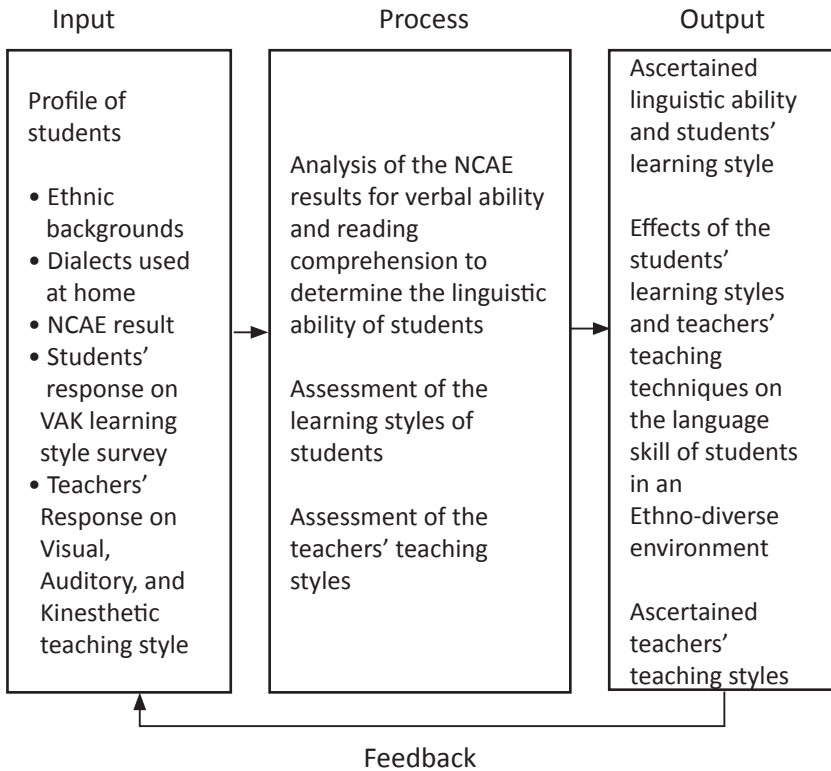 Input
Process
Output
Profile of
students
• Ethnic
backgrounds
• Dialects used
at home
• NCAE result
• Students’
response on
VAK learning
style survey
• Teachers’
Response on
Visual,
Auditory, and
Kinesthetic
teaching style
Analysis of the NCAE
results for verbal ability
and reading
comprehension to
determine the linguistic
ability of students
Assessment of the
learning styles of
students
Assessment of the
teachers’ teaching
styles
Ascertained
linguistic ability
and students’
learning style
Effects of the
students’
learning styles
and teachers’
teaching
techniques on
the language
skill of students
in an
Ethno-diverse
environment
Ascertained
teachers’
teaching styles
Feedback